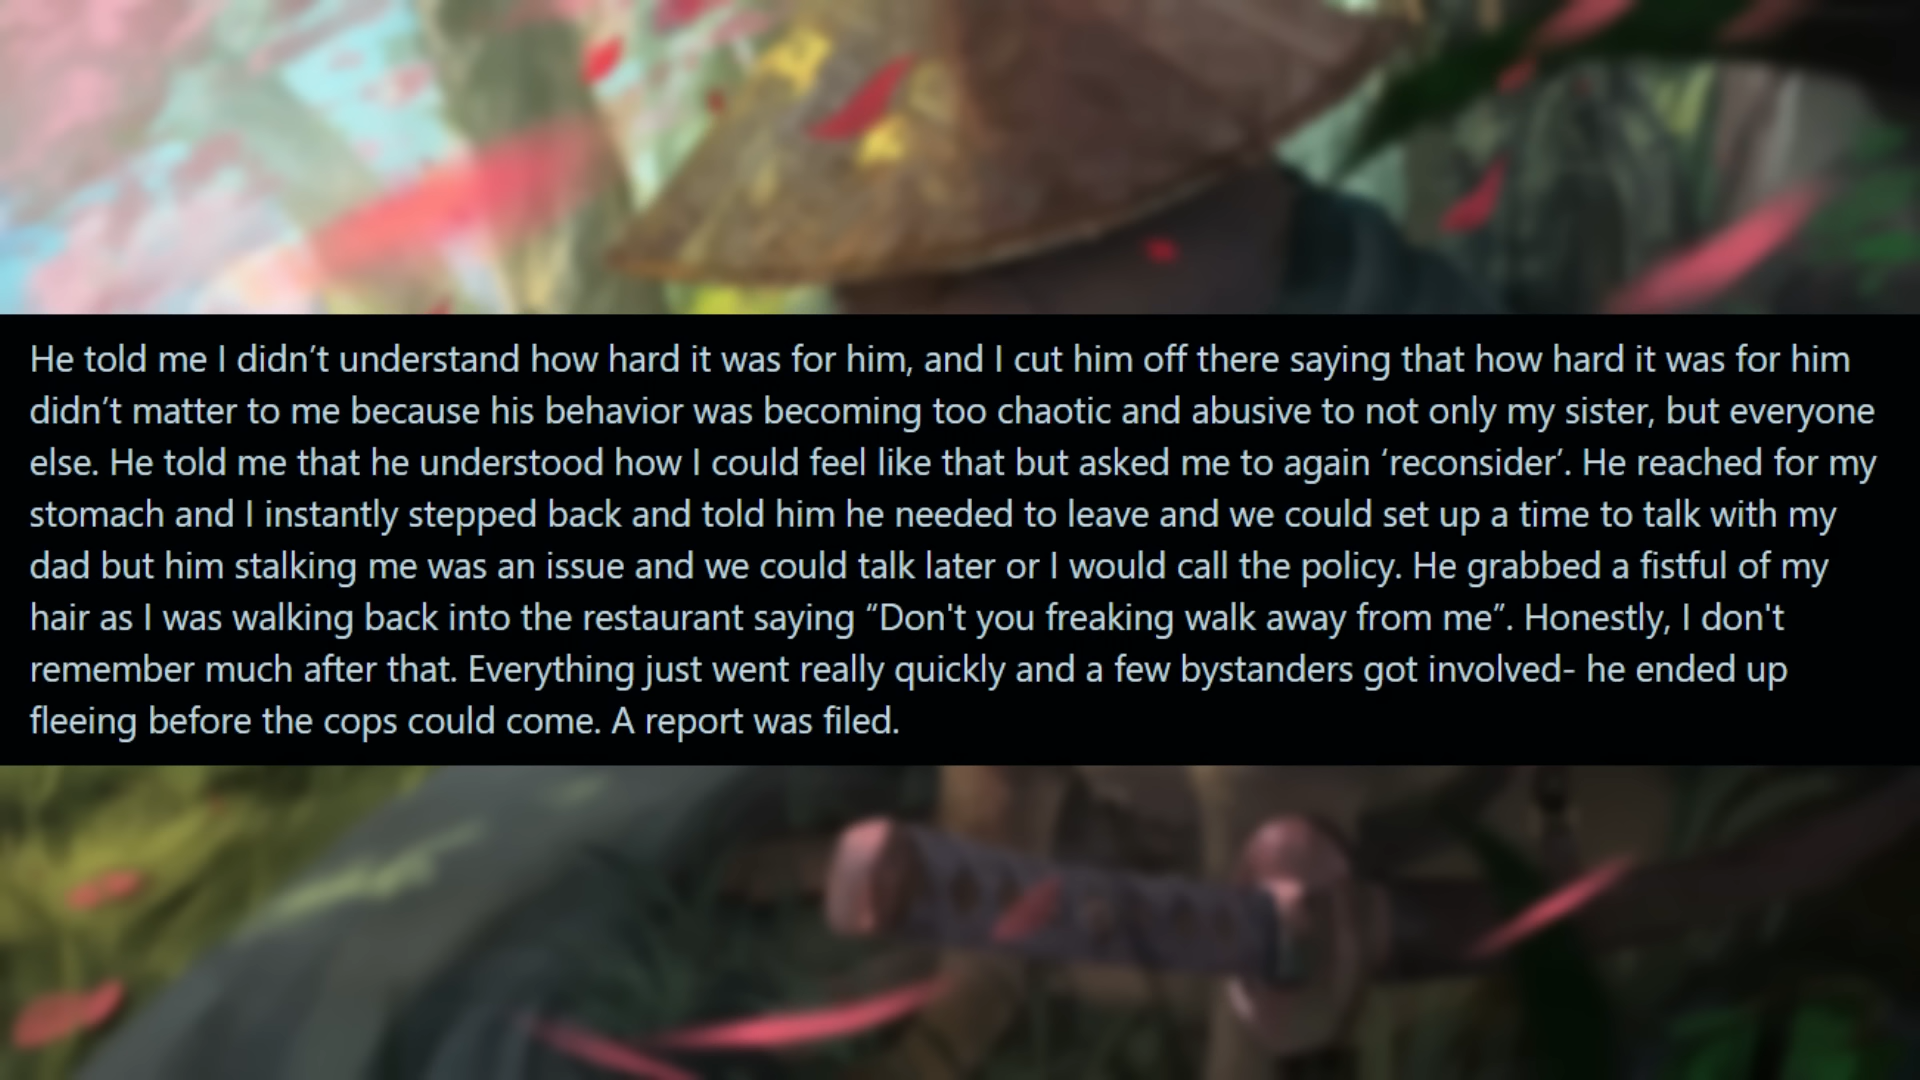 He told me I didn’t understand how hard it was for him, and I cut him off there saying that how hard it was for him
didn’t matter to me because his behavior was becoming too chaotic and abusive to not only my sister, but everyone
else. He told me that he understood how I could feel like that but asked me to again ‘reconsider’. He reached for my
stomach and I instantly stepped back and told him he needed to leave and we could set up a time to talk with my
dad but him stalking me was an issue and we could talk later or I would call the policy. He grabbed a fistful of my
hair as I was walking back into the restaurant saying “Don't you freaking walk away from me”. Honestly, I don't
remember much after that. Everything just went really quickly and a few bystanders got involved- he ended up
fleeing before the cops could come. A report was filed.